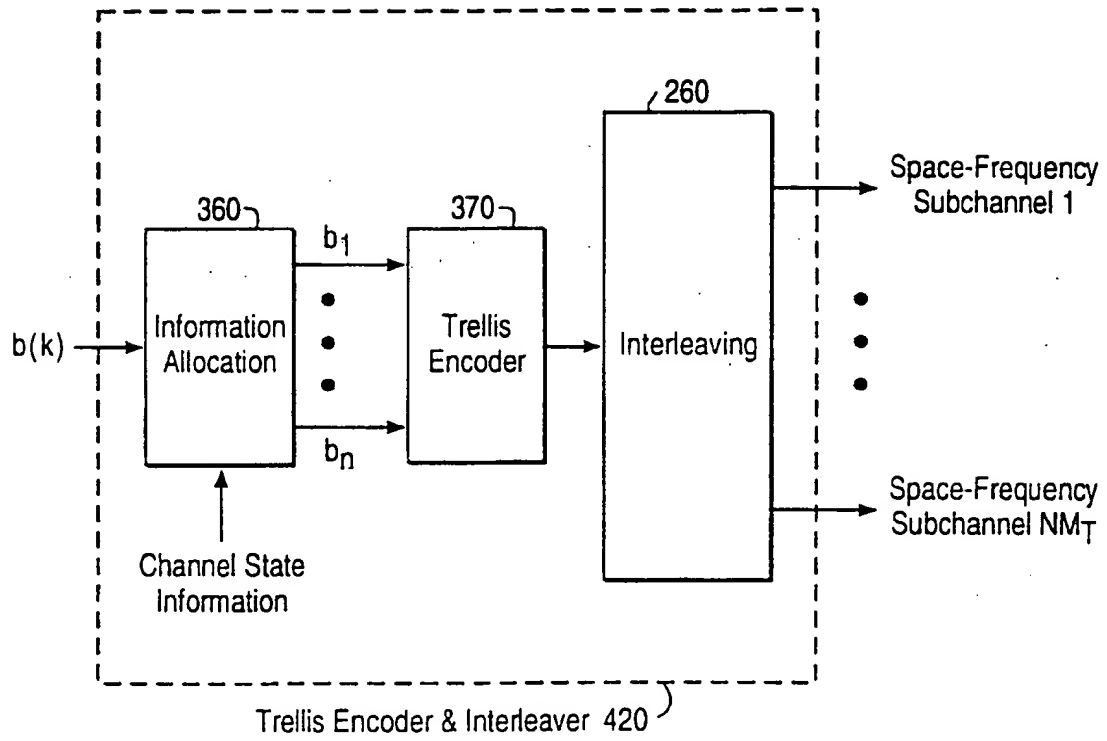 260
Space-Frequency
Subchannel 1
360
370
b1
Information
Allocation
Trellis
Encoder
Interleaving
b(k)
bn
Space-Frequency
Subchannel NMT
Channel State
Information
Trellis Encoder & Interleaver 420